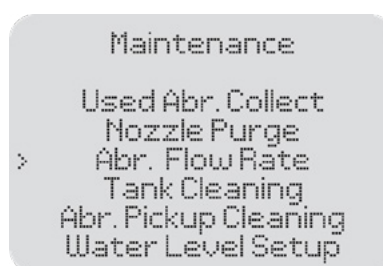 Maintenance
Used Abr. Collect
Nozzle Purge
> Abr. Flow Rate
Tank Cleaning
Abr. Pickup Cleaning
Water Level Setup